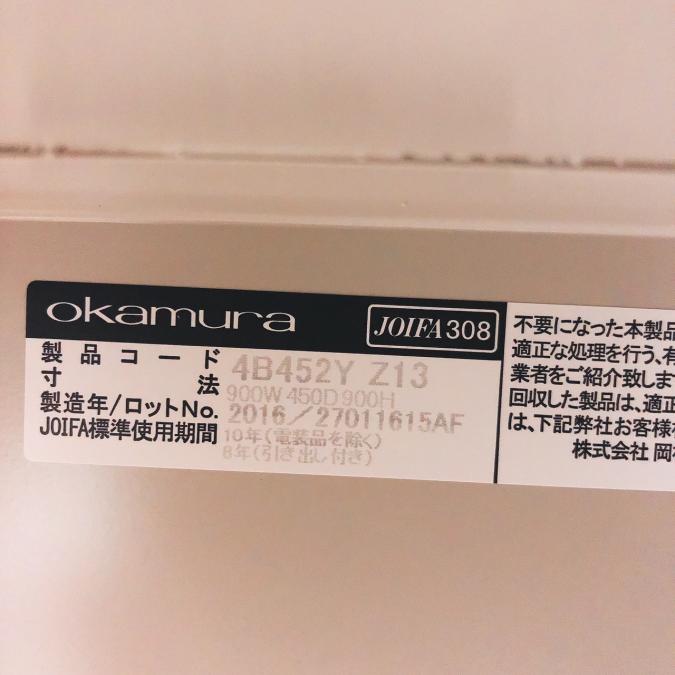 okamura
JOIFA308
製品コード 4B452Y Z13
寸法 900W450D900H
製造年/ロットNo. 2016/27011615AF
JOIFA標準使用期間 10年(電装品を除く)
8年(引き出し付き)
不要になった本製品
適正な処理を行う、有
業者をご紹介致しま
回収した製品は、適正
は、下記弊社お客様
株式会社 岡